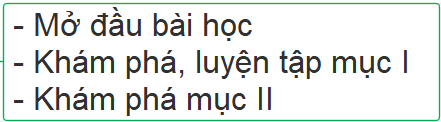 - Mở đầu bài học
- Khám phá, luyện tập mục I
- Khám phá mục II